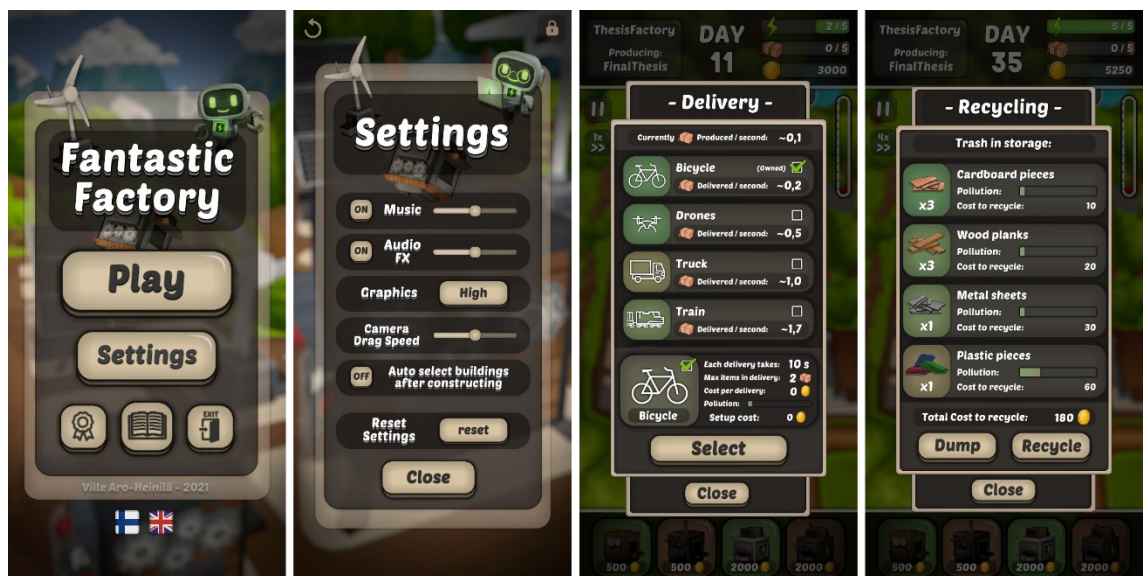 Fantastic
Factory
Play
Settings
EXIT
Ville Aro-Heinilä - 2021
Settings
ON Music
ON Audio
FX
Graphics High
Camera
Drag Speed
OFF Auto select buildings
after constructing
Reset
Settings
reset
Close
ThesisFactory
Producing:
FinalThesis
DAY
11
2 / 5
0 / 5
3000
1x
>>
- Delivery -
Currently Produced / second: ~0,1
Bicycle (Owned)
Delivered / second: ~0,2
Drones
Delivered / second: ~0,5
Truck
Delivered / second: ~1,0
Train
Delivered / second: ~1,7
Bicycle
Each delivery takes: 10 s
Max items in delivery: 2
Cost per delivery: 0
Pollution:
Setup cost: 0
Select
Close
500 500 2000 2000
ThesisFactory
Producing:
FinalThesis
DAY
35
5 / 5
0 / 5
5250
4x
>>
- Recycling -
Trash in storage:
Cardboard pieces
Pollution:
Cost to recycle: 10
x3
Wood planks
Pollution:
Cost to recycle: 20
x3
Metal sheets
Pollution:
Cost to recycle: 30
x1
Plastic pieces
Pollution:
Cost to recycle: 60
x1
Total Cost to recycle: 180
Dump Recycle
Close
500 500 2000 2000